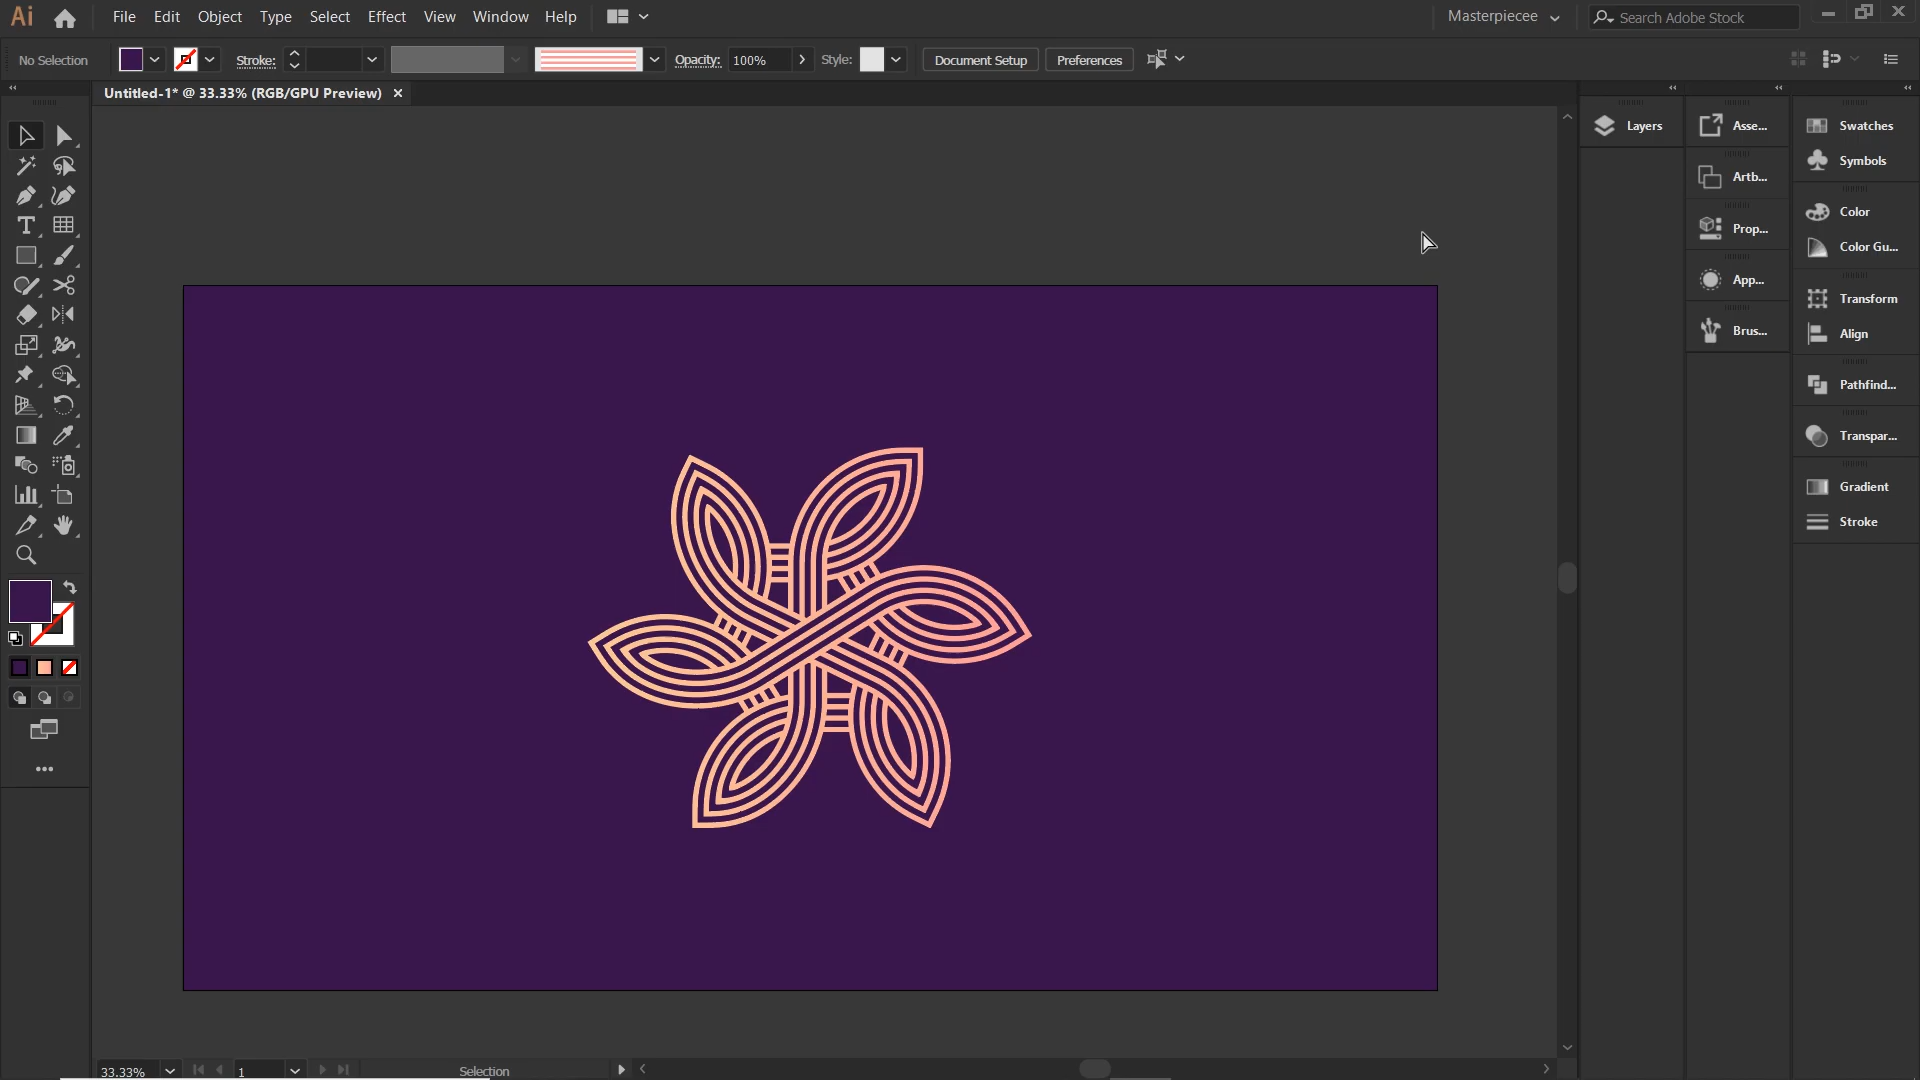 Ai File Edit Object Type Select Effect View Window Help Masterpiecee Search Adobe Stock
No Selection Stroke: Opacity: 100% Style: Document Setup Preferences
Untitled-1* @ 33.33% (RGB/GPU Preview)
Layers
Asse...
Artb...
Prop...
App...
Brus...
Swatches
Symbols
Color
Color Gu...
Transform
Align
Pathfind...
Transpar...
Gradient
Stroke
33.33% 1 Selection